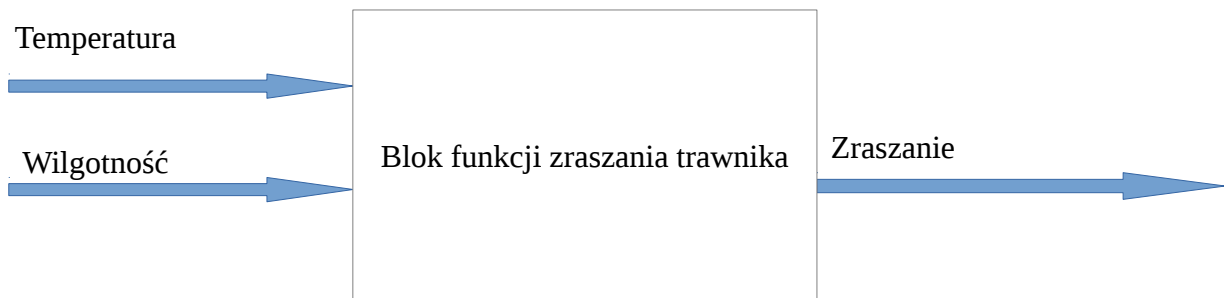 Temperatura
Wilgotność
Blok funkcji zraszania trawnika
Zraszanie